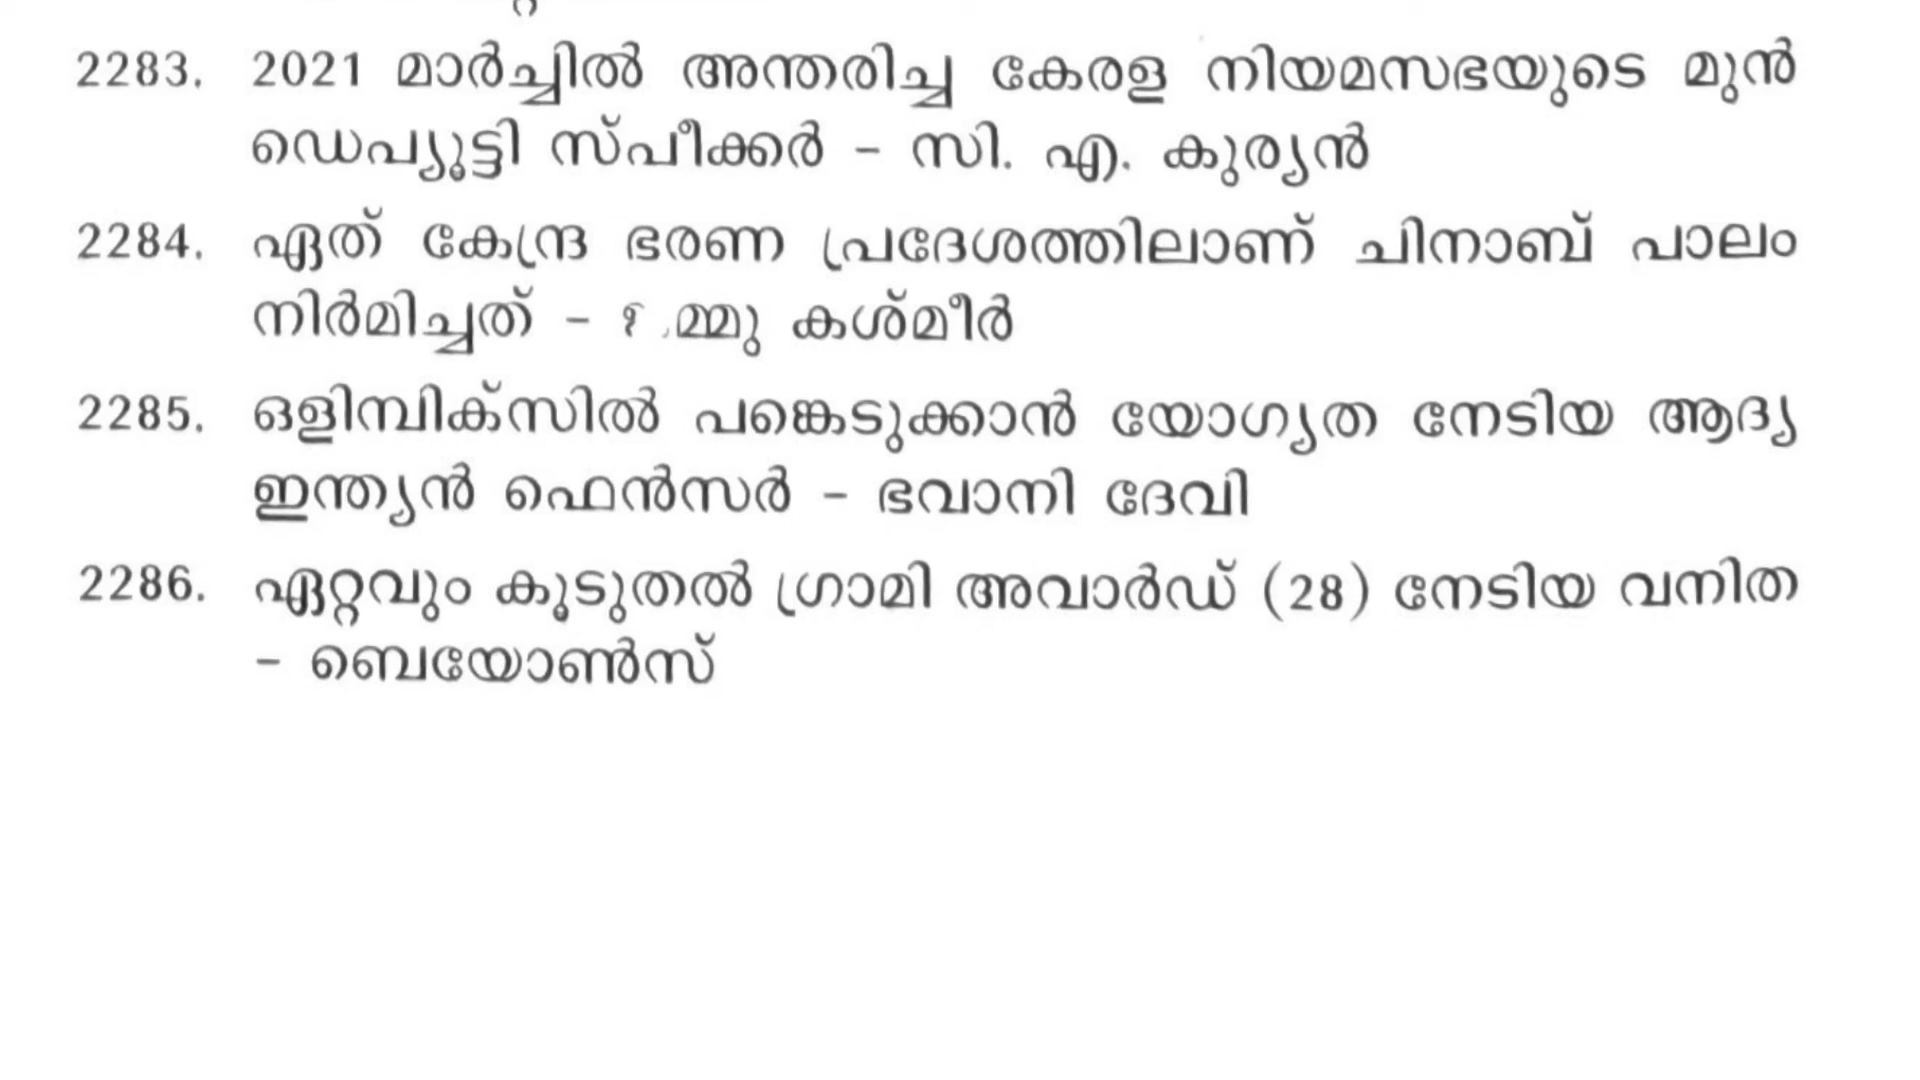 2283. 2021 മാർച്ചിൽ അന്തരിച്ച കേരള നിയമസഭയുടെ മുൻ
ഡെപ്യൂട്ടി സ്പീക്കർ - സി. എ. കുര്യൻ
2284. ഏത് കേന്ദ്ര ഭരണ പ്രദേശത്തിലാണ് ചിനാബ് പാലം
നിർമിച്ചത് - കശ്മീർ
2285. ഒളിമ്പിക്സിൽ പങ്കെടുക്കാൻ യോഗ്യത നേടിയ ആദ്യ
ഇന്ത്യൻ ഫെൻസർ - ഭവാനി ദേവി
2286. ഏറ്റവും കൂടുതൽ ഗ്രാമി അവാർഡ് (28) നേടിയ വനിത
- ബെയോൺസ്